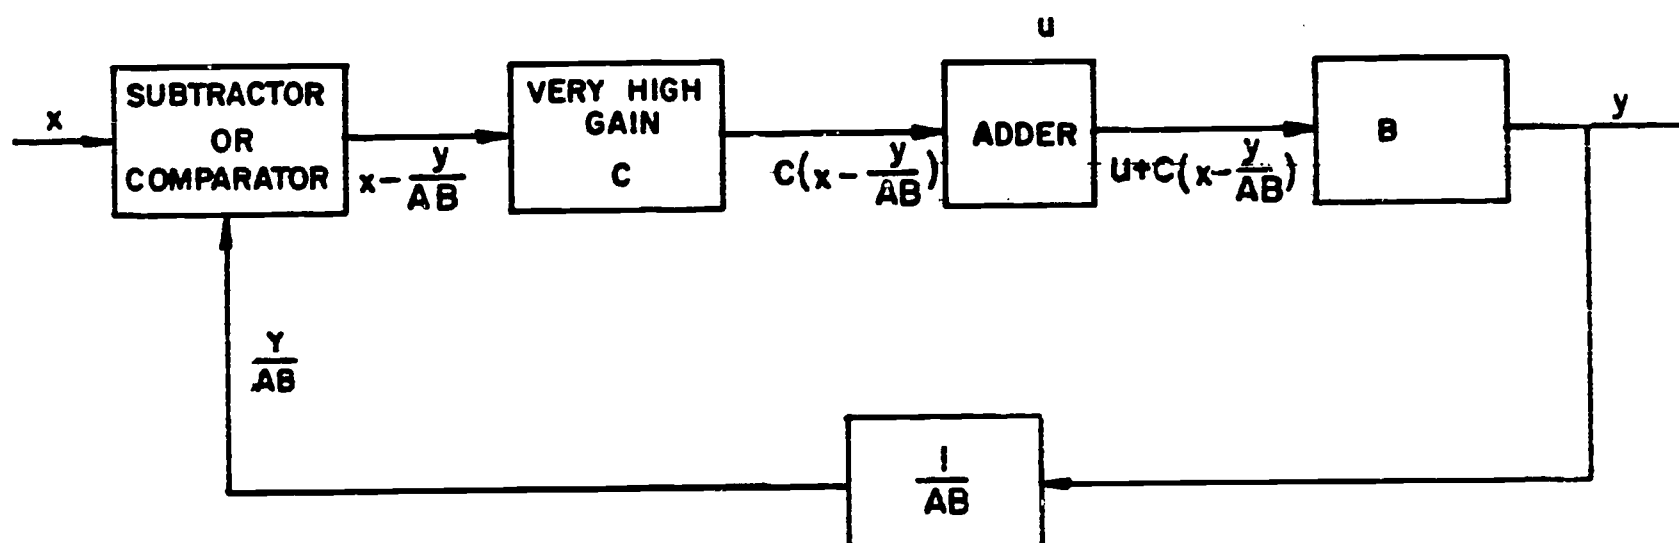 u
x
SUBTRACTOR
OR
COMPARATOR
x - y/AB
VERY HIGH
GAIN
C
C(x - y/AB)
ADDER
U+C(x - y/AB)
B
y
Y/AB
1/AB